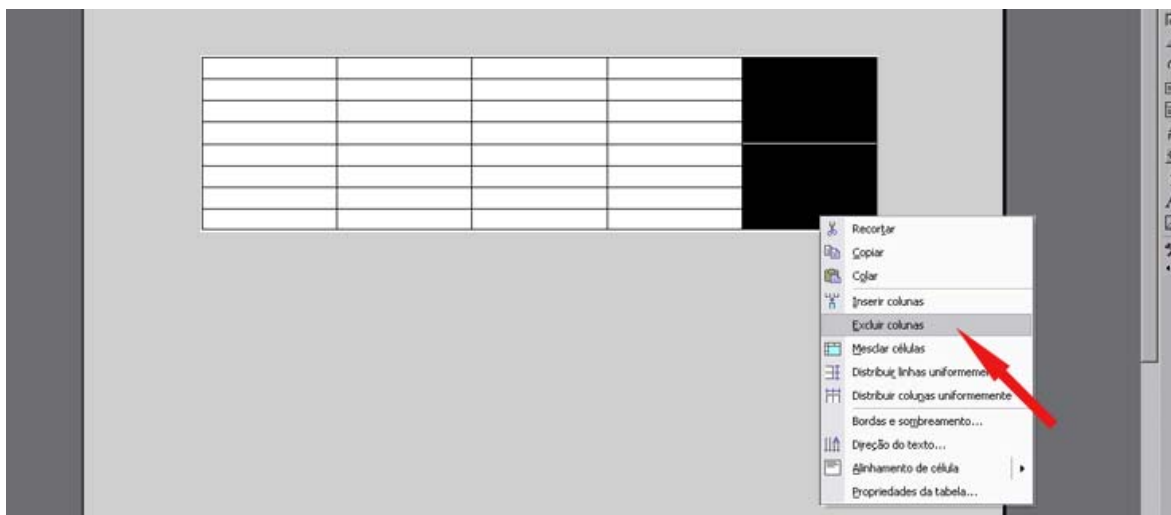 Recortar
Copiar
Colar
Inserir colunas
Excluir colunas
Mesclar células
Distribuir linhas uniformemente
Distribuir colunas uniformemente
Bordas e sombreamento...
Direção do texto...
Alinhamento de célula
Propriedades da tabela...